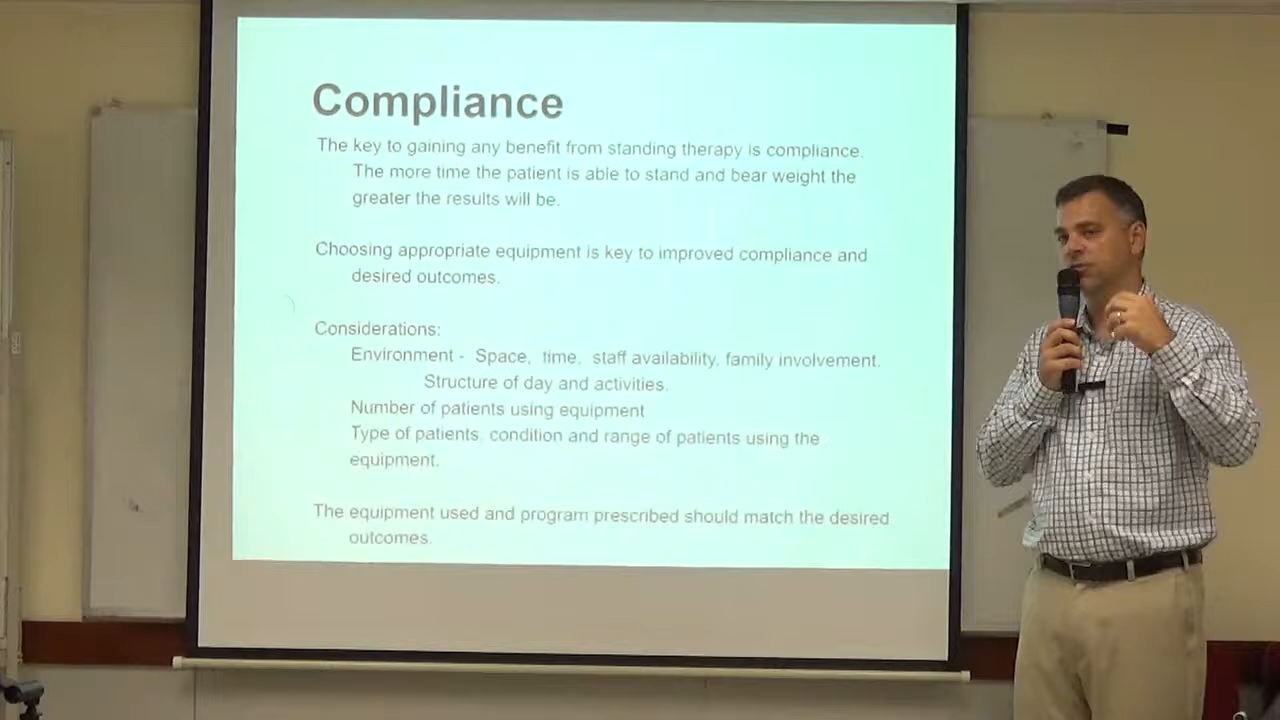 Compliance
The key to gaining any benefit from standing therapy is compliance.
The more time the patient is able to stand and bear weight the
greater the results will be.
Choosing appropriate equipment is key to improved compliance and
desired outcomes.
Considerations:
Environment - Space, time, staff availability, family involvement.
Structure of day and activities.
Number of patients using equipment
Type of patients, condition and range of patients using the
equipment.
The equipment used and program prescribed should match the desired
outcomes.